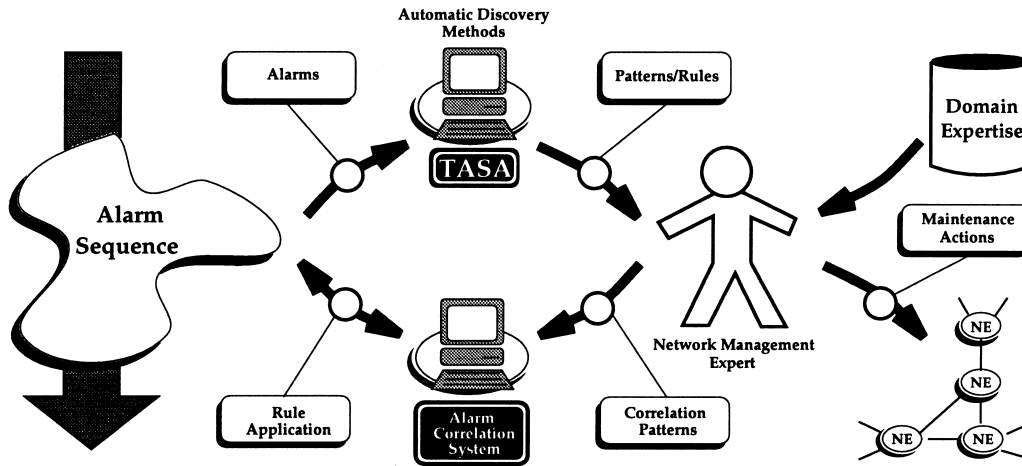 Automatic Discovery
Methods
Alarms
Patterns/Rules
Domain
Expertise
TASA
Alarm
Sequence
Maintenance
Actions
NE
Network Management
Expert
NE
Rule
Application
Alarm
Correlation
System
Correlation
Patterns
NE
NE